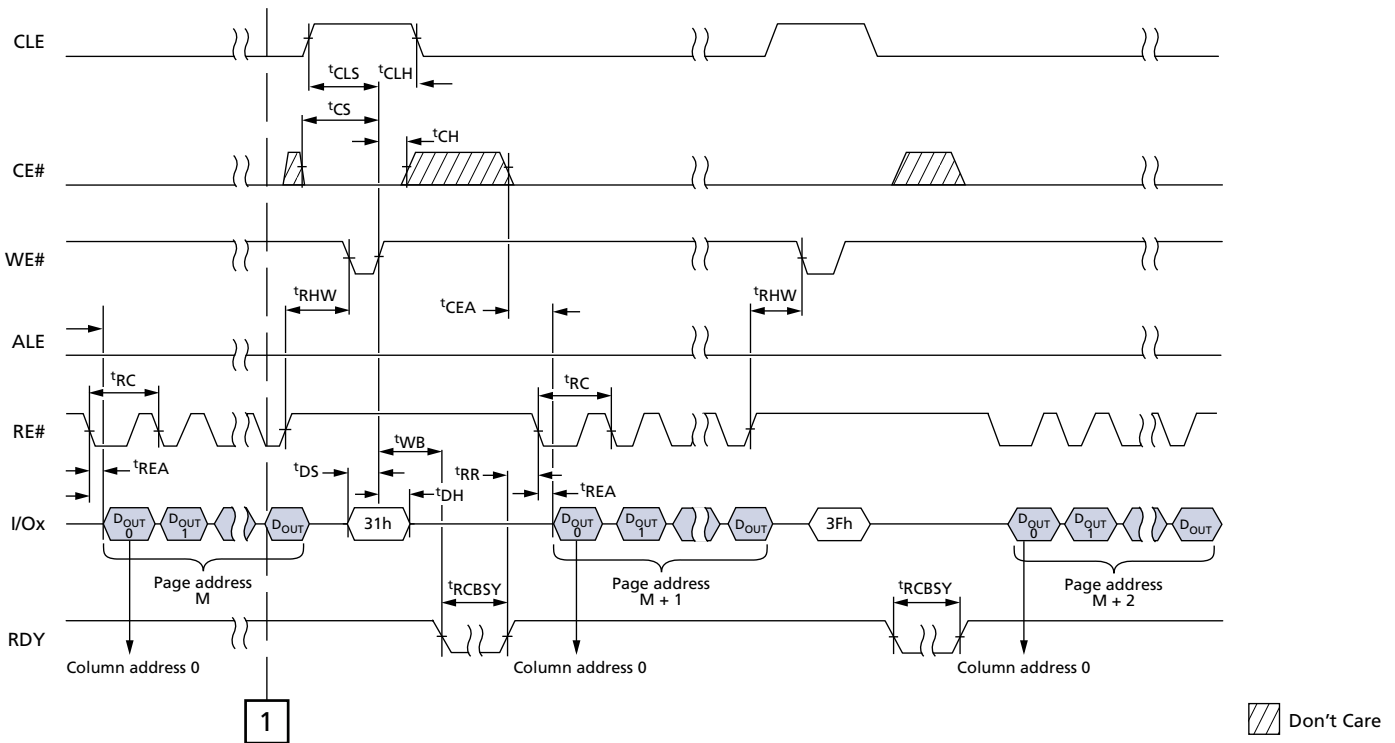 CLE
tCLS
tCLH
tCS
tCH
CE#
WE#
tRHW
tCEA
tRHW
ALE
tRC
tRC
RE#
tWB
tREA
tDS
tRR
tDH
tREA
I/Ox
DOUT 0
DOUT 1
DOUT
31h
DOUT 0
DOUT 1
DOUT
3Fh
DOUT 0
DOUT 1
DOUT
Page address
M
Page address
M + 1
Page address
M + 2
tRCBSY
tRCBSY
RDY
Column address 0
Column address 0
Column address 0
1
Don't Care